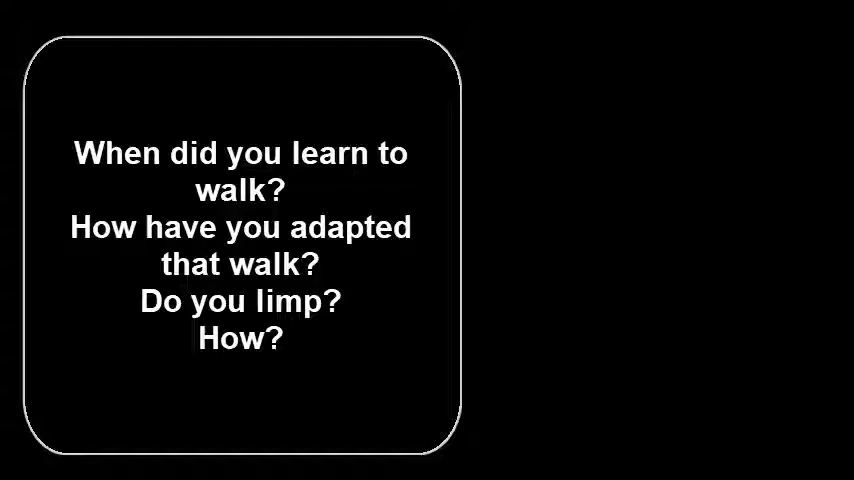 When did you learn to
walk?
How have you adapted
that walk?
Do you limp?
How?